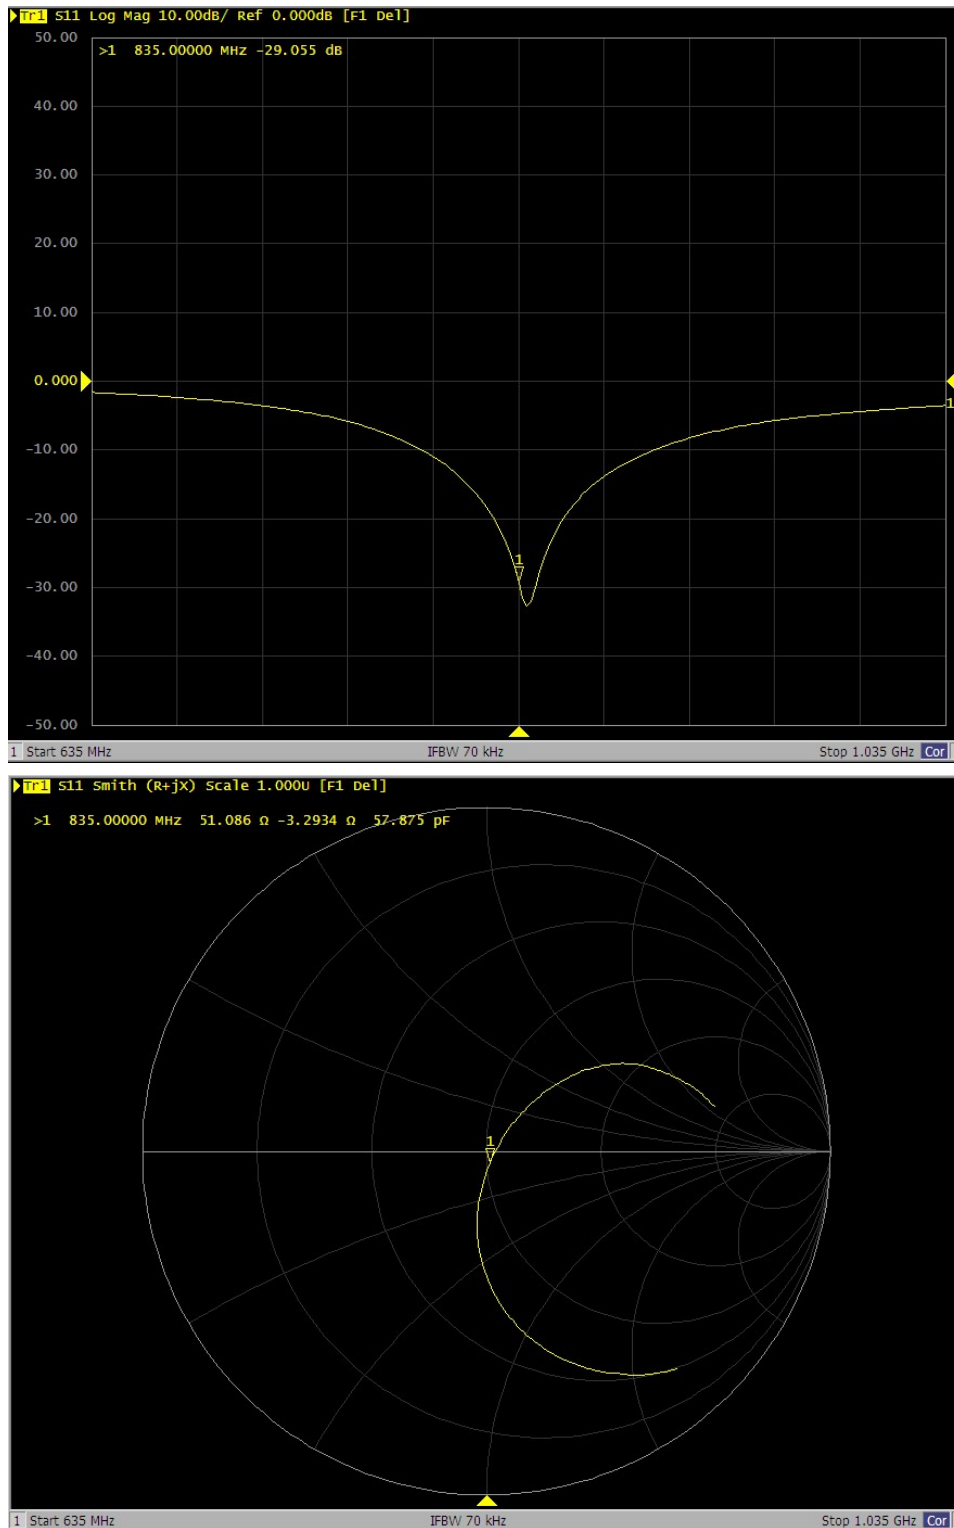 Tr1 S11 Log Mag 10.00dB/ Ref 0.000dB [F1 Del]
50.00
>1 835.00000 MHz -29.055 dB
40.00
30.00
20.00
10.00
0.000
1
-10.00
-20.00
1
-30.00
-40.00
-50.00
1 Start 635 MHz IFBW 70 kHz Stop 1.035 GHz Cor
Tr1 S11 Smith (R+jX) Scale 1.000U [F1 Del]
>1 835.00000 MHz 51.086 Ω -3.2934 Ω 57.875 pF
1
1 Start 635 MHz IFBW 70 kHz Stop 1.035 GHz Cor